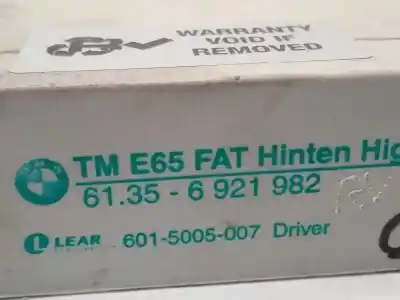 WARRANTY
VOID IF
REMOVED
TM E65 FAT Hinten Hig
61.35 - 6 921 982
LEAR 601-5005-007 Driver